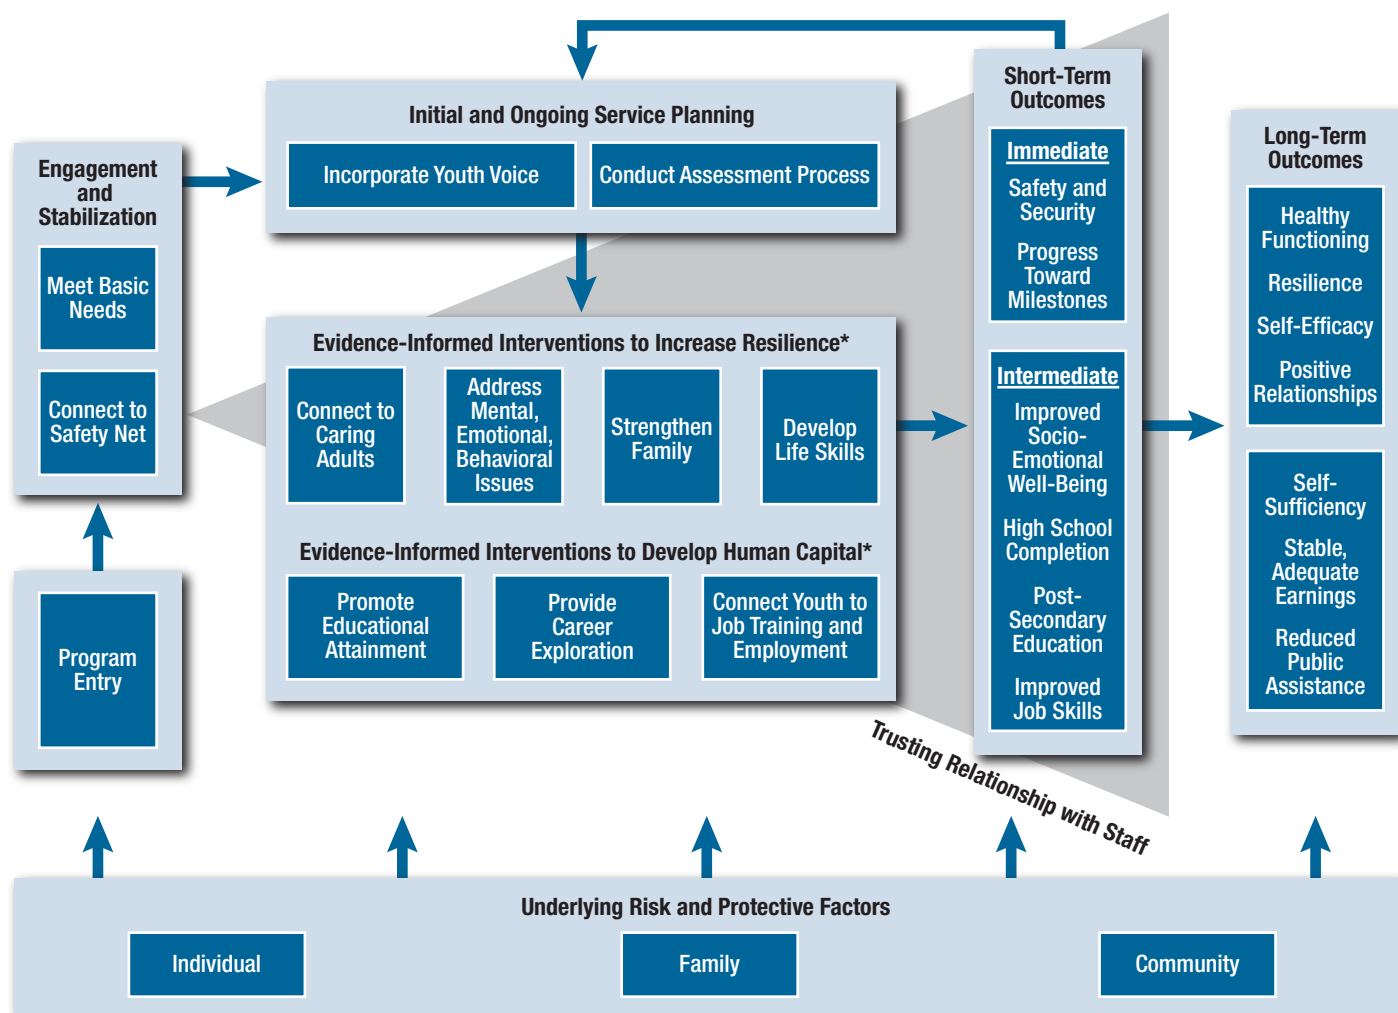 Engagement
and
Stabilization
Meet Basic
Needs
Connect to
Safety Net
Program
Entry
Initial and Ongoing Service Planning
Incorporate Youth Voice
Conduct Assessment Process
Evidence-Informed Interventions to Increase Resilience*
Connect to
Caring
Adults
Address
Mental,
Emotional,
Behavioral
Issues
Strengthen
Family
Develop
Life Skills
Evidence-Informed Interventions to Develop Human Capital*
Promote
Educational
Attainment
Provide
Career
Exploration
Connect Youth to
Job Training and
Employment
Short-Term
Outcomes
Immediate
Safety and
Security
Progress
Toward
Milestones
Intermediate
Improved
Socio-
Emotional
Well-Being
High School
Completion
Post-
Secondary
Education
Improved
Job Skills
Long-Term
Outcomes
Healthy
Functioning
Resilience
Self-Efficacy
Positive
Relationships
Self-
Sufficiency
Stable,
Adequate
Earnings
Reduced
Public
Assistance
Trusting Relationship with Staff
Underlying Risk and Protective Factors
Individual
Family
Community